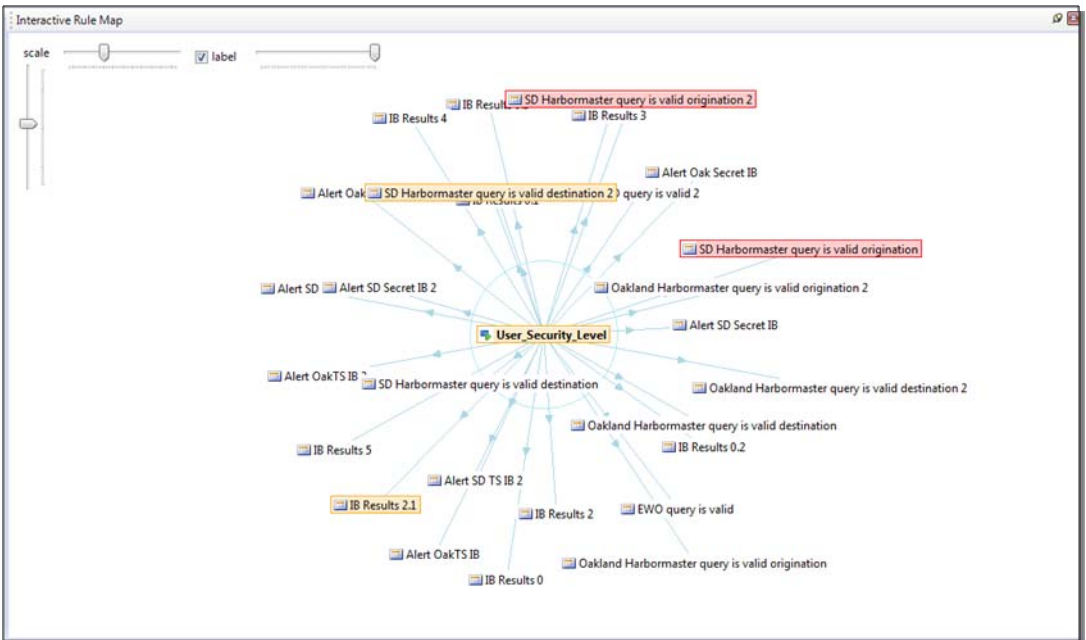 Interactive Rule Map
scale
label
SD Harbormaster query is valid origination 2
IB Results 4
IB Results 3
Alert Oak Secret IB
Alert Oak
SD Harbormaster query is valid destination 2
query is valid 2
SD Harbormaster query is valid origination
Alert SD
Alert SD Secret IB 2
Oakland Harbormaster query is valid origination 2
Alert SD Secret IB
User_Security_Level
Alert OakTS IB
SD Harbormaster query is valid destination
Oakland Harbormaster query is valid destination 2
Oakland Harbormaster query is valid destination
IB Results 5
IB Results 0.2
Alert SD TS IB 2
IB Results 2.1
IB Results 2
EWO query is valid
Alert OakTS IB
Oakland Harbormaster query is valid origination
IB Results 0